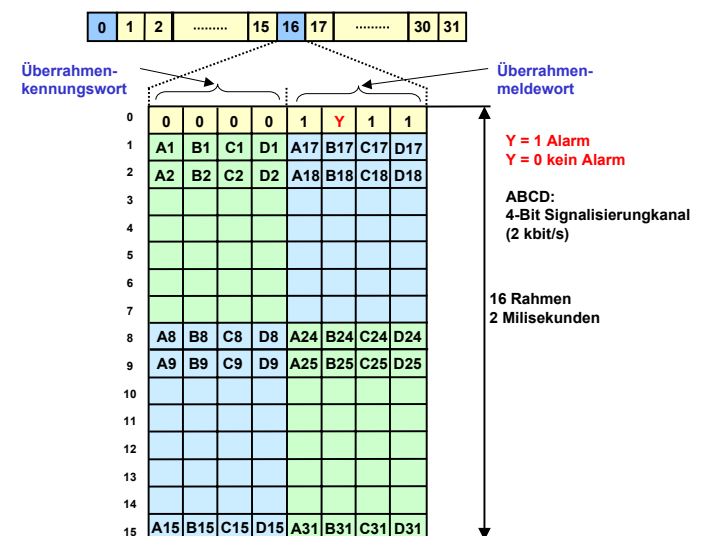 0 1 2 ......... 15 16 17 ......... 30 31
Überrahmen-
kennungswort
Überrahmen-
meldewort
0 0 0 0 0 1 Y 1 1
1 A1 B1 C1 D1 A17 B17 C17 D17
2 A2 B2 C2 D2 A18 B18 C18 D18
3
4
5
6
7
8 A8 B8 C8 D8 A24 B24 C24 D24
9 A9 B9 C9 D9 A25 B25 C25 D25
10
11
12
13
14
15 A15 B15 C15 D15 A31 B31 C31 D31
Y = 1 Alarm
Y = 0 kein Alarm
ABCD:
4-Bit Signalisierungkanal
(2 kbit/s)
16 Rahmen
2 Milisekunden